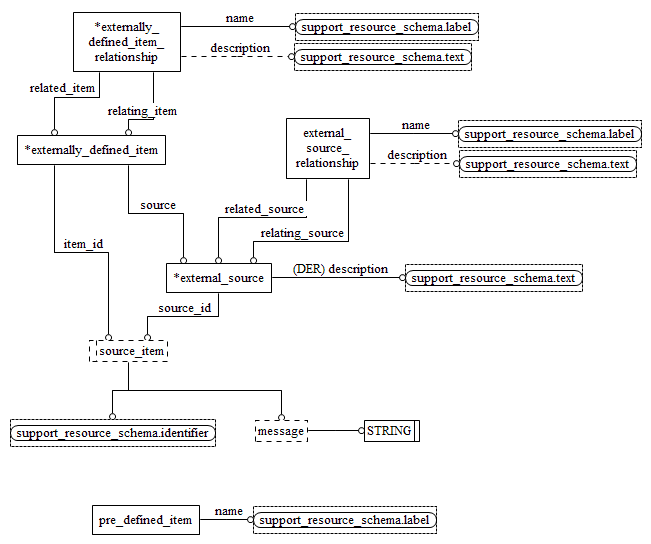 *externally_
defined_item_
relationship
name
support_resource_schema.label
description
support_resource_schema.text
related_item
relating_item
external_
source_
relationship
name
support_resource_schema.label
description
support_resource_schema.text
*externally_defined_item
source
related_source
relating_source
item_id
*external_source
(DER) description
support_resource_schema.text
source_id
source_item
support_resource_schema.identifier
message
STRING
pre_defined_item
name
support_resource_schema.label